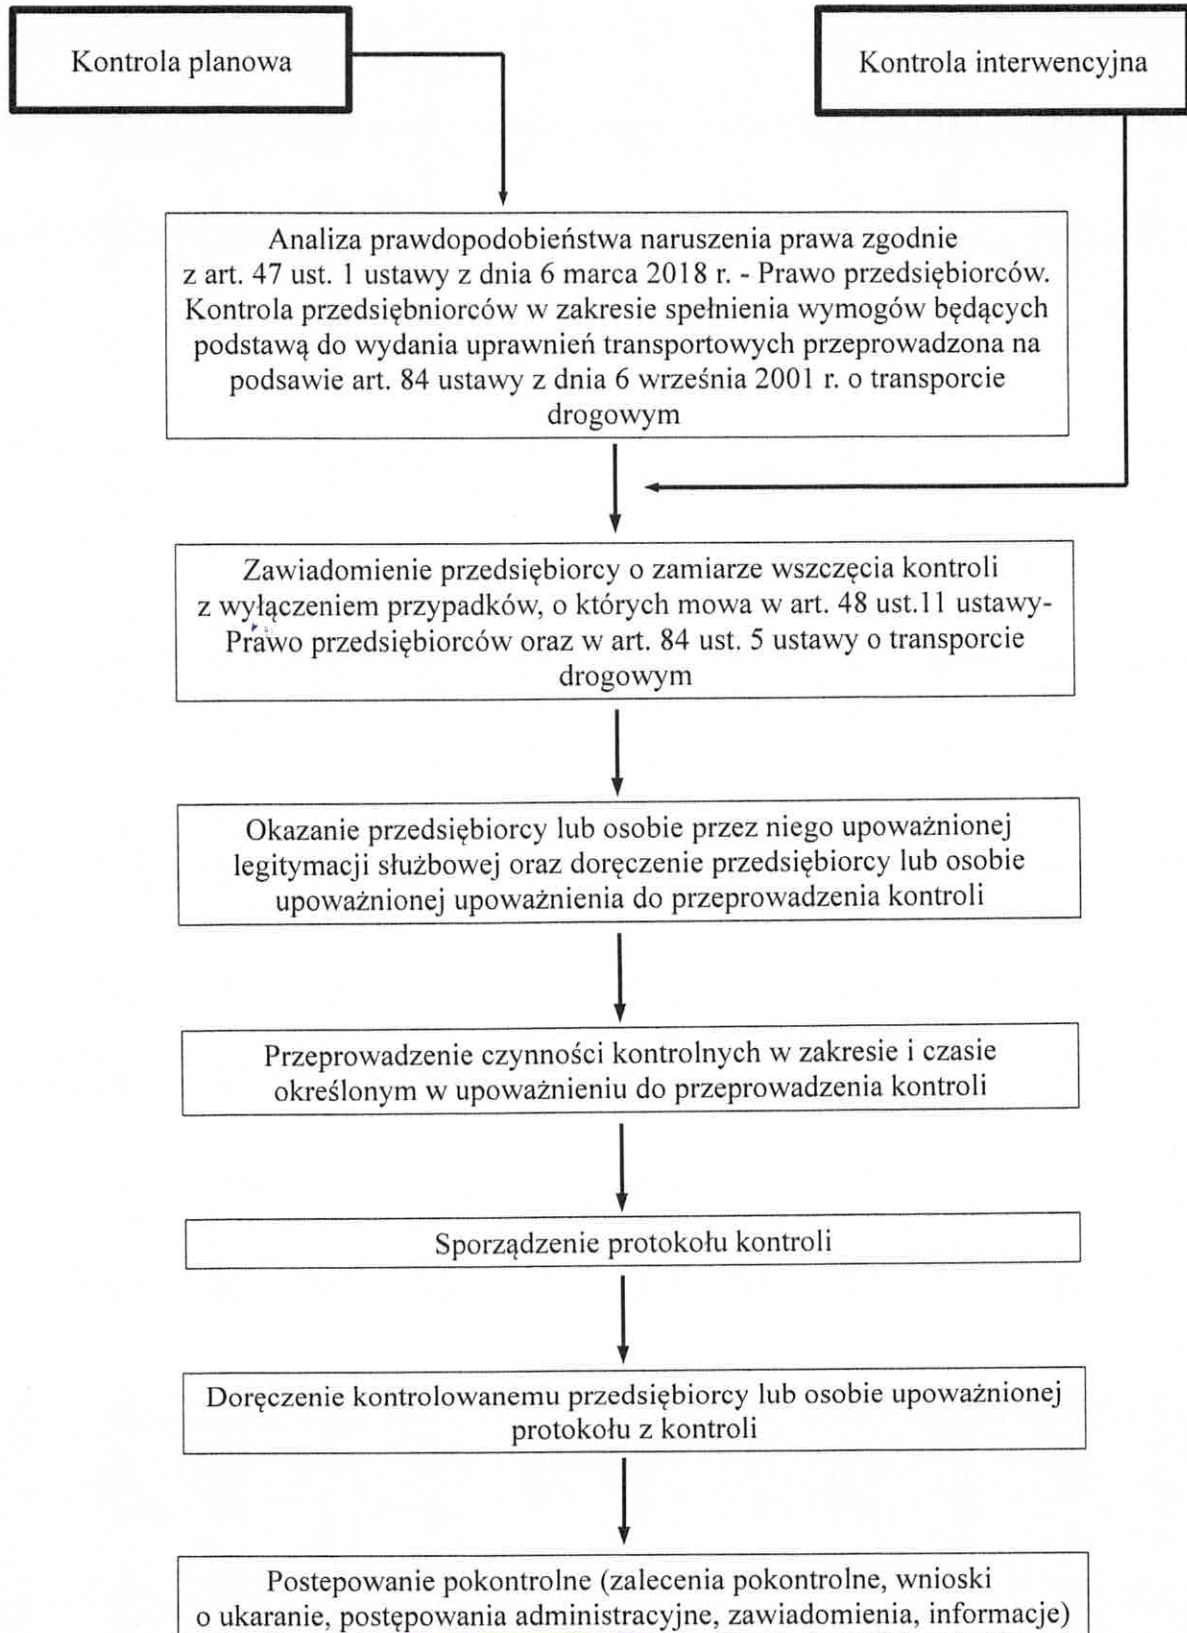 Kontrola planowa
Kontrola interwencyjna
Analiza prawdopodobieństwa naruszenia prawa zgodnie
z art. 47 ust. 1 ustawy z dnia 6 marca 2018 r. - Prawo przedsiębiorców.
Kontrola przedsiębniorców w zakresie spełnienia wymogów będących
podstawą do wydania uprawnień transportowych przeprowadzona na
podsawie art. 84 ustawy z dnia 6 września 2001 r. o transporcie
drogowym
Zawiadomienie przedsiębiorcy o zamiarze wszczęcia kontroli
z wyłączeniem przypadków, o których mowa w art. 48 ust.11 ustawy-
Prawo przedsiębiorców oraz w art. 84 ust. 5 ustawy o transporcie
drogowym
Okazanie przedsiębiorcy lub osobie przez niego upoważnionej
legitymacji służbowej oraz doręczenie przedsiębiorcy lub osobie
upoważnionej upoważnienia do przeprowadzenia kontroli
Przeprowadzenie czynności kontrolnych w zakresie i czasie
określonym w upoważnieniu do przeprowadzenia kontroli
Sporządzenie protokołu kontroli
Doręczenie kontrolowanemu przedsiębiorcy lub osobie upoważnionej
protokołu z kontroli
Postepowanie pokontrolne (zalecenia pokontrolne, wnioski
o ukaranie, postępowania administracyjne, zawiadomienia, informacje)